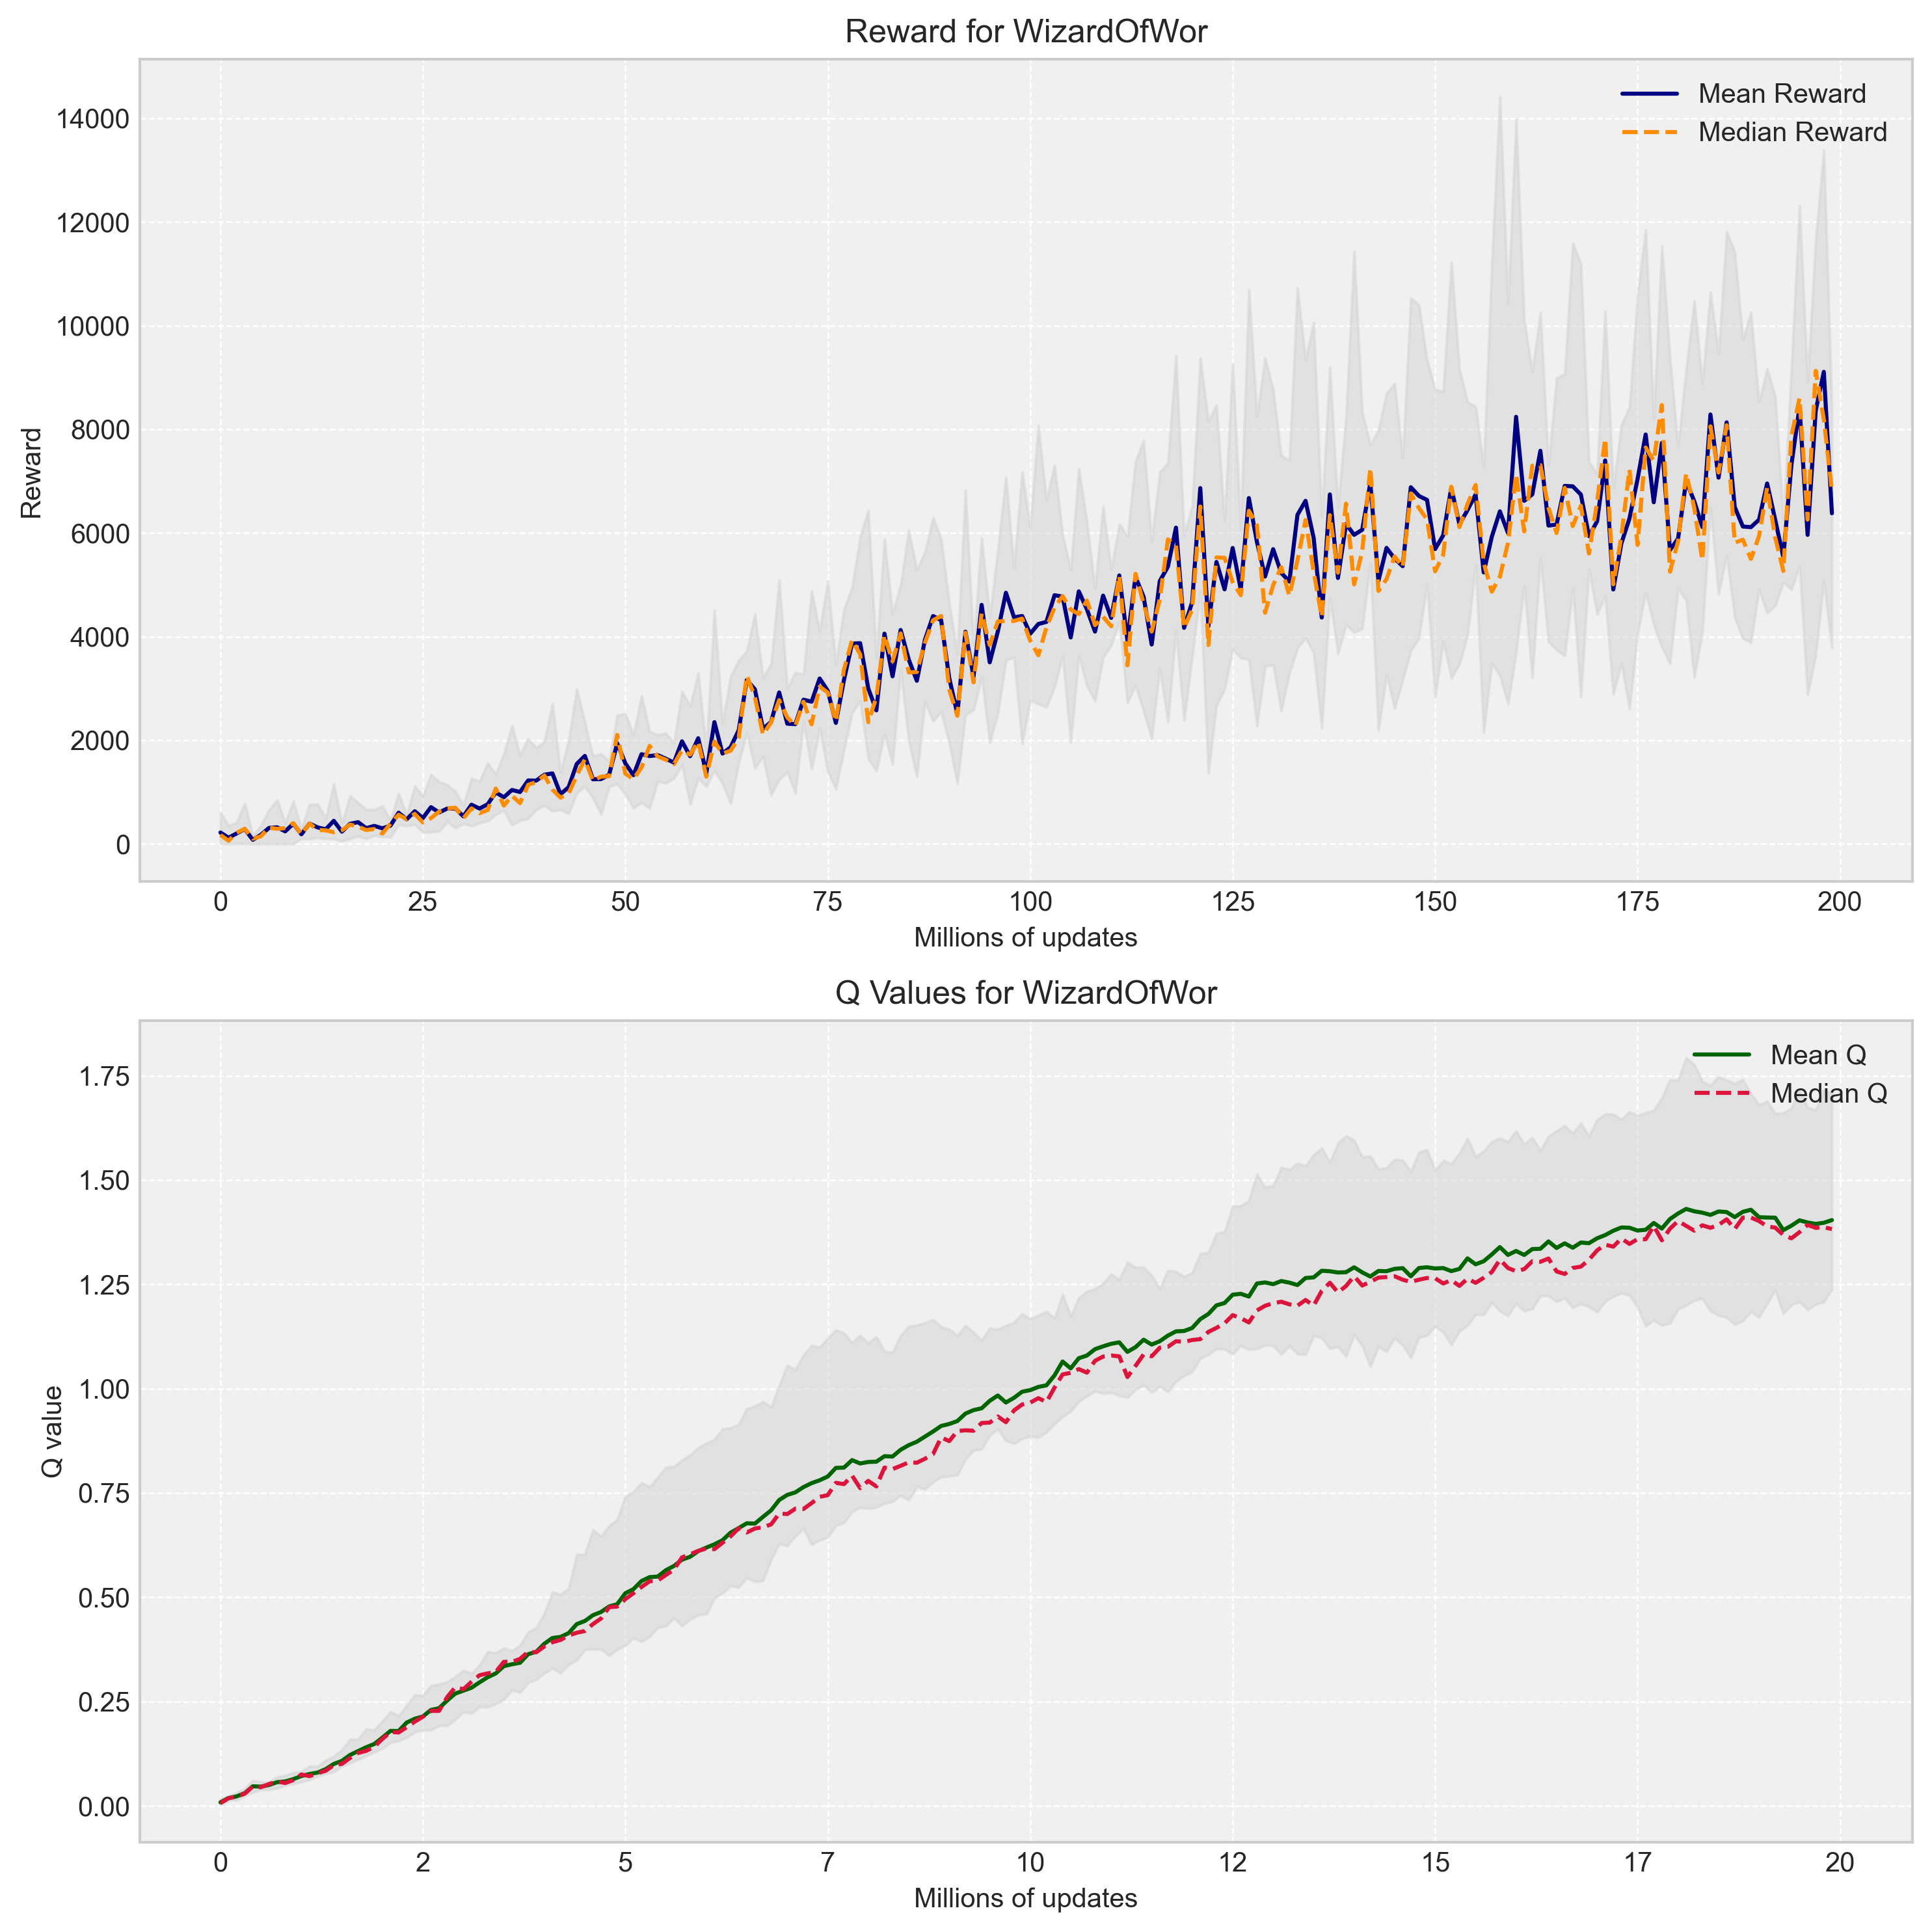 Reward for WizardOfWor
Mean Reward
Median Reward
14000
12000
10000
8000
6000
4000
2000
0
Reward
0 25 50 75 100 125 150 175 200
Millions of updates
Q Values for WizardOfWor
Mean Q
Median Q
1.75
1.50
1.25
1.00
0.75
0.50
0.25
0.00
Q value
0 2 5 7 10 12 15 17 20
Millions of updates